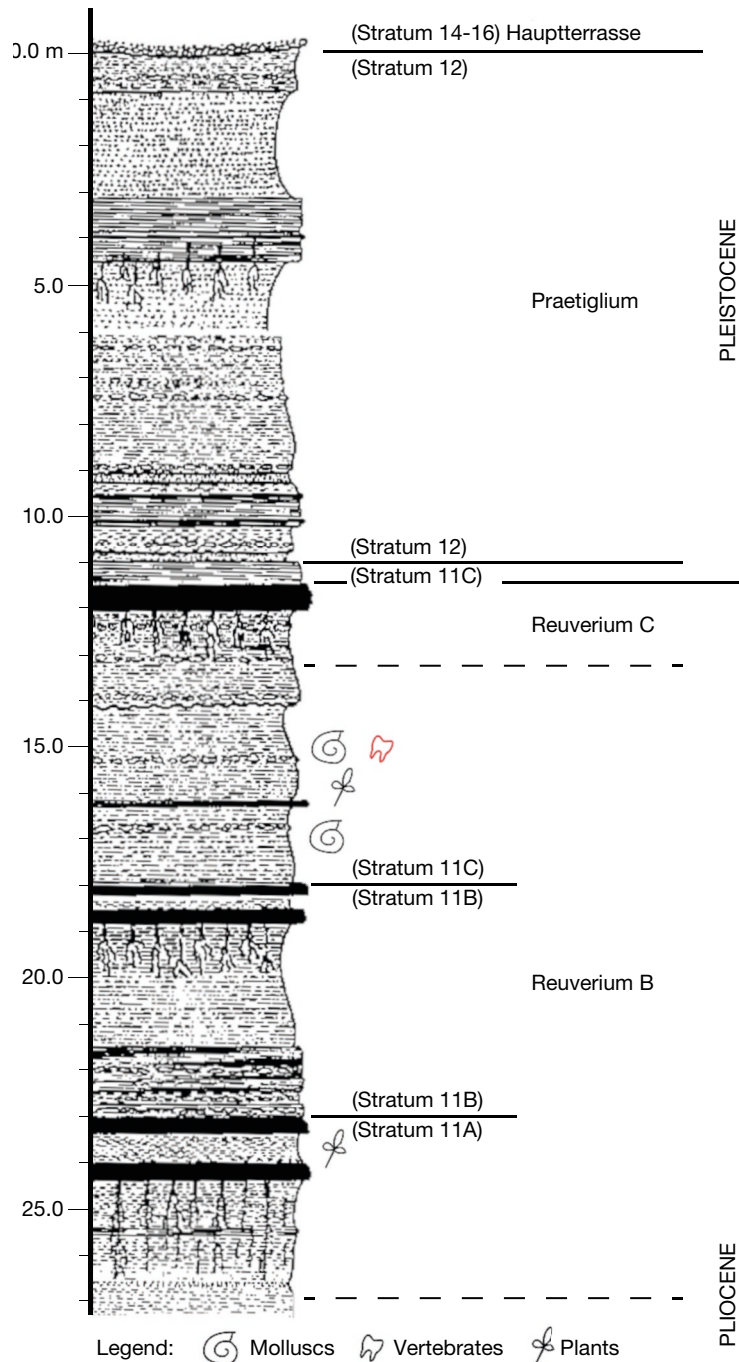 (Stratum 14-16) Hauptterrasse
0.0 m
(Stratum 12)
PLEISTOCENE
5.0
Praetiglium
10.0
(Stratum 12)
(Stratum 11C)
Reuverium C
15.0
(Stratum 11C)
(Stratum 11B)
20.0
Reuverium B
(Stratum 11B)
(Stratum 11A)
25.0
PLIOCENE
Legend: Molluscs Vertebrates Plants